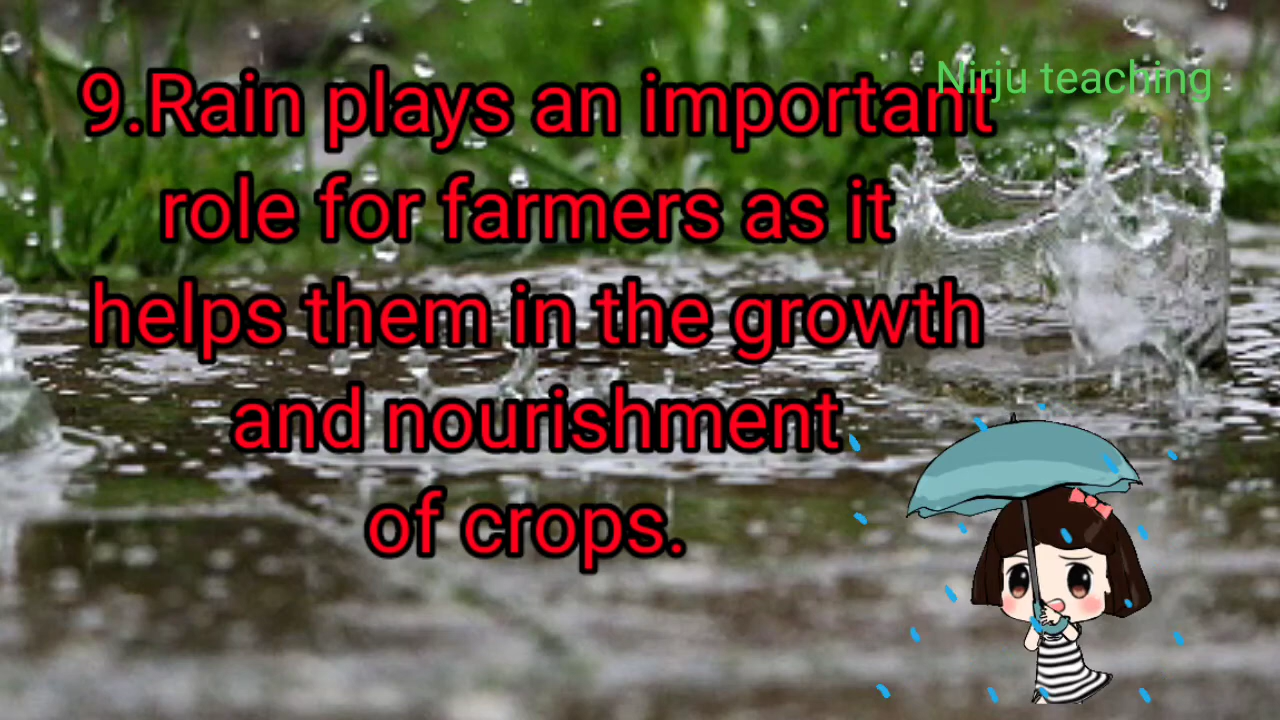 Nirju teaching
9.Rain plays an important
role for farmers as it
helps them in the growth
and nourishment
of crops.